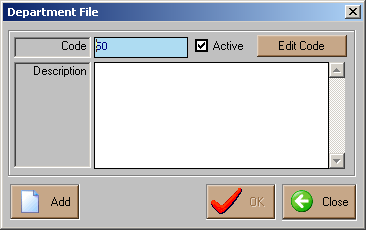 Department File
Code 50 Active Edit Code
Description
Add OK Close